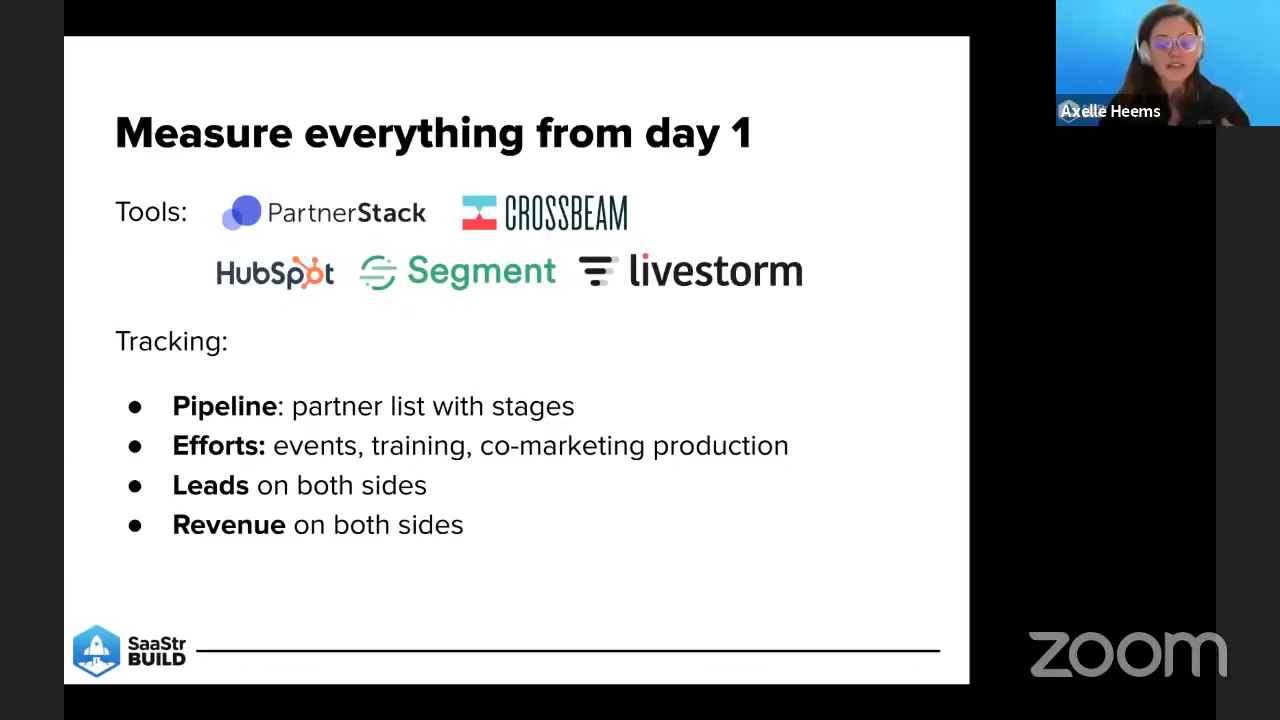 Measure everything from day 1
Tools:
PartnerStack
CROSSBEAM
HubSpot
Segment
livestorm
Tracking:
● Pipeline: partner list with stages
● Efforts: events, training, co-marketing production
● Leads on both sides
● Revenue on both sides
SaaStr
BUILD
Axelle Heems
zoom